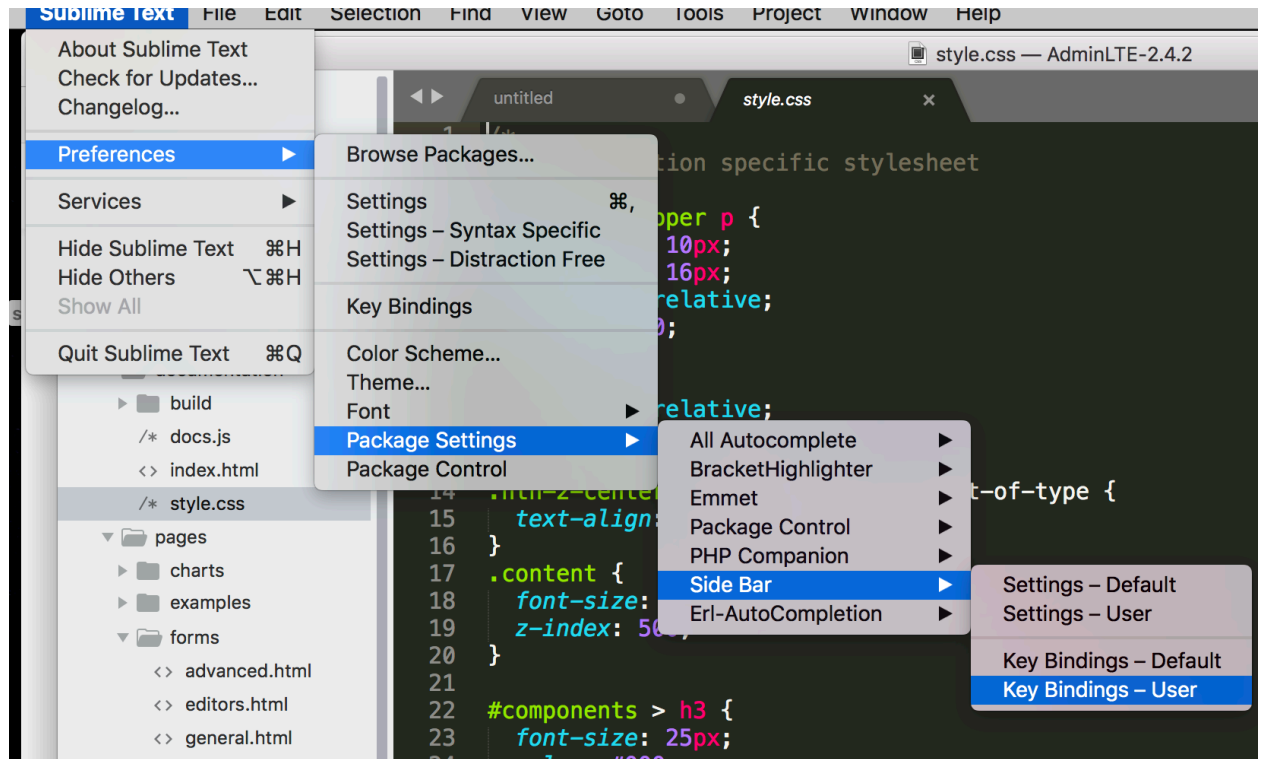 Sublime Text File Edit Selection Find View Goto Tools Project Window Help
style.css — AdminLTE-2.4.2
About Sublime Text
Check for Updates...
Changelog...
Preferences
Services
Hide Sublime Text ⌘H
Hide Others ⌥⌘H
Show All
Quit Sublime Text ⌘Q
Browse Packages...
Settings ⌘,
Settings – Syntax Specific
Settings – Distraction Free
Key Bindings
Color Scheme...
Theme...
Font
Package Settings
Package Control
All Autocomplete
BracketHighlighter
Emmet
Package Control
PHP Companion
Side Bar
Erl-AutoCompletion
Settings – Default
Settings – User
Key Bindings – Default
Key Bindings – User
documentation
build
/* docs.js
<> index.html
/* style.css
pages
charts
examples
forms
<> advanced.html
<> editors.html
<> general.html
untitled
style.css ×
1 /*
specific stylesheet
p {
10px;
16px;
relative;
relative;
14
t-of-type {
15 text-align:
16 }
17 .content {
18 font-size:
19 z-index:
20 }
21
22 #components > h3 {
23 font-size: 25px;